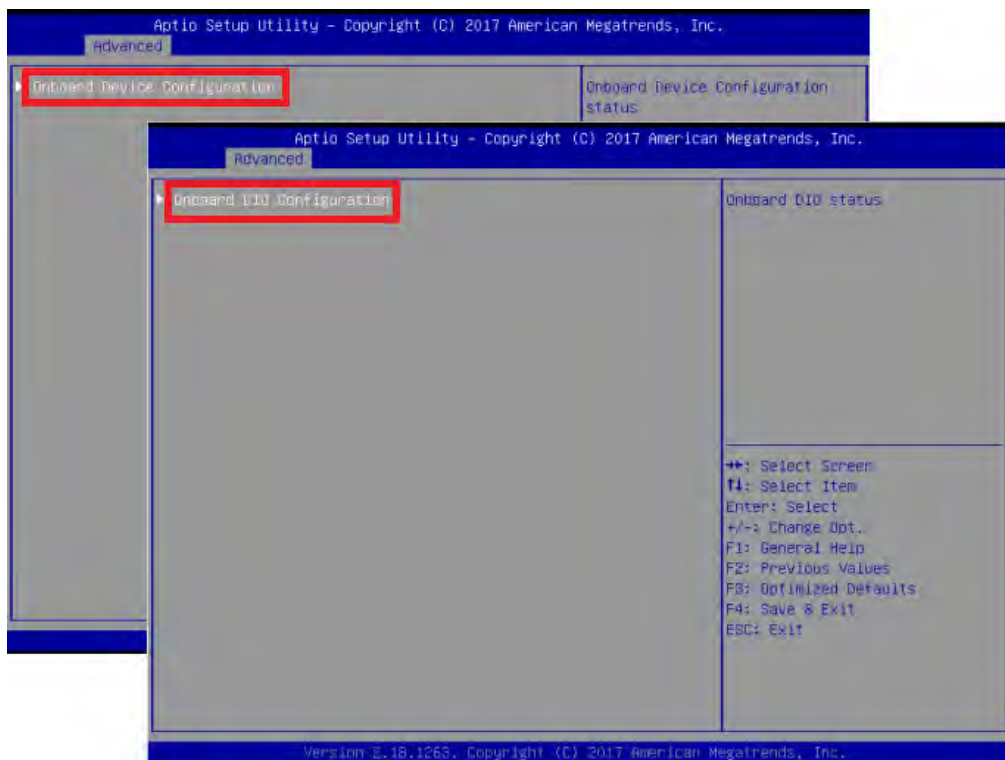 Aptio Setup Utility – Copyright (C) 2017 American Megatrends, Inc.
Advanced
Onboard Device Configuration
Onboard Device Configuration
status
Aptio Setup Utility – Copyright (C) 2017 American Megatrends, Inc.
Advanced
Onboard DIO Configuration
Onboard DIO status
→←: Select Screen
↑↓: Select Item
Enter: Select
+/-: Change Opt.
F1: General Help
F2: Previous Values
F3: Optimized Defaults
F4: Save & Exit
ESC: Exit
Version 2.18.1263. Copyright (C) 2017 American Megatrends, Inc.